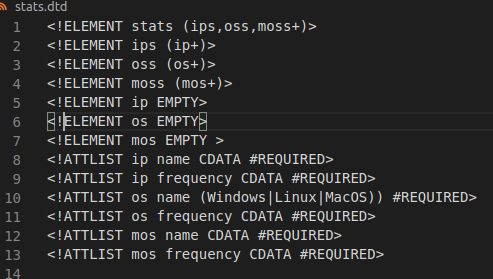 stats.dtd
1 <!ELEMENT stats (ips,oss,moss+)>
2 <!ELEMENT ips (ip+)>
3 <!ELEMENT oss (os+)>
4 <!ELEMENT moss (mos+)>
5 <!ELEMENT ip EMPTY>
6 <!ELEMENT os EMPTY>
7 <!ELEMENT mos EMPTY >
8 <!ATTLIST ip name CDATA #REQUIRED>
9 <!ATTLIST ip frequency CDATA #REQUIRED>
10 <!ATTLIST os name (Windows|Linux|MacOS)) #REQUIRED>
11 <!ATTLIST os frequency CDATA #REQUIRED>
12 <!ATTLIST mos name CDATA #REQUIRED>
13 <!ATTLIST mos frequency CDATA #REQUIRED>
14